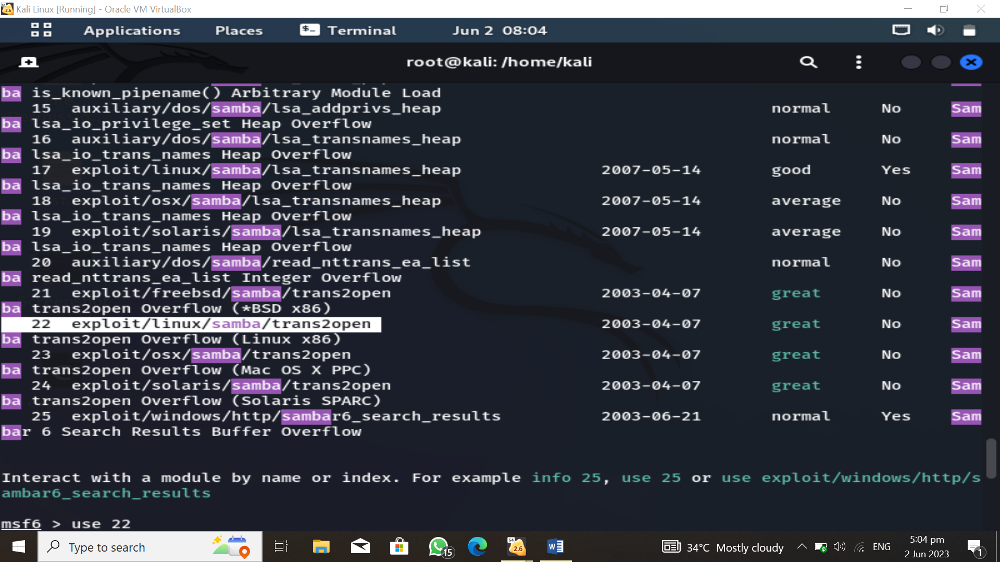 Kali Linux [Running] - Oracle VM VirtualBox
Applications Places Terminal Jun 2 08:04
root@kali: /home/kali
ba is_known_pipename() Arbitrary Module Load
15 auxiliary/dos/samba/lsa_addprivs_heap normal No Sam
ba lsa_io_privilege_set Heap Overflow
16 auxiliary/dos/samba/lsa_transnames_heap normal No Sam
ba lsa_io_trans_names Heap Overflow
17 exploit/linux/samba/lsa_transnames_heap 2007-05-14 good Yes Sam
ba lsa_io_trans_names Heap Overflow
18 exploit/osx/samba/lsa_transnames_heap 2007-05-14 average No Sam
ba lsa_io_trans_names Heap Overflow
19 exploit/solaris/samba/lsa_transnames_heap 2007-05-14 average No Sam
ba lsa_io_trans_names Heap Overflow
20 auxiliary/dos/samba/read_nttrans_ea_list normal No Sam
ba read_nttrans_ea_list Integer Overflow
21 exploit/freebsd/samba/trans2open 2003-04-07 great No Sam
ba trans2open Overflow (*BSD x86)
22 exploit/linux/samba/trans2open 2003-04-07 great No Sam
ba trans2open Overflow (Linux x86)
23 exploit/osx/samba/trans2open 2003-04-07 great No Sam
ba trans2open Overflow (Mac OS X PPC)
24 exploit/solaris/samba/trans2open 2003-04-07 great No Sam
ba trans2open Overflow (Solaris SPARC)
25 exploit/windows/http/sambar6_search_results 2003-06-21 normal Yes Sam
bar 6 Search Results Buffer Overflow
Interact with a module by name or index. For example info 25, use 25 or use exploit/windows/http/s
ambar6_search_results
msf6 > use 22
Type to search 15 64 2.6 34°C Mostly cloudy ENG 5:04 pm
2 Jun 2023 1